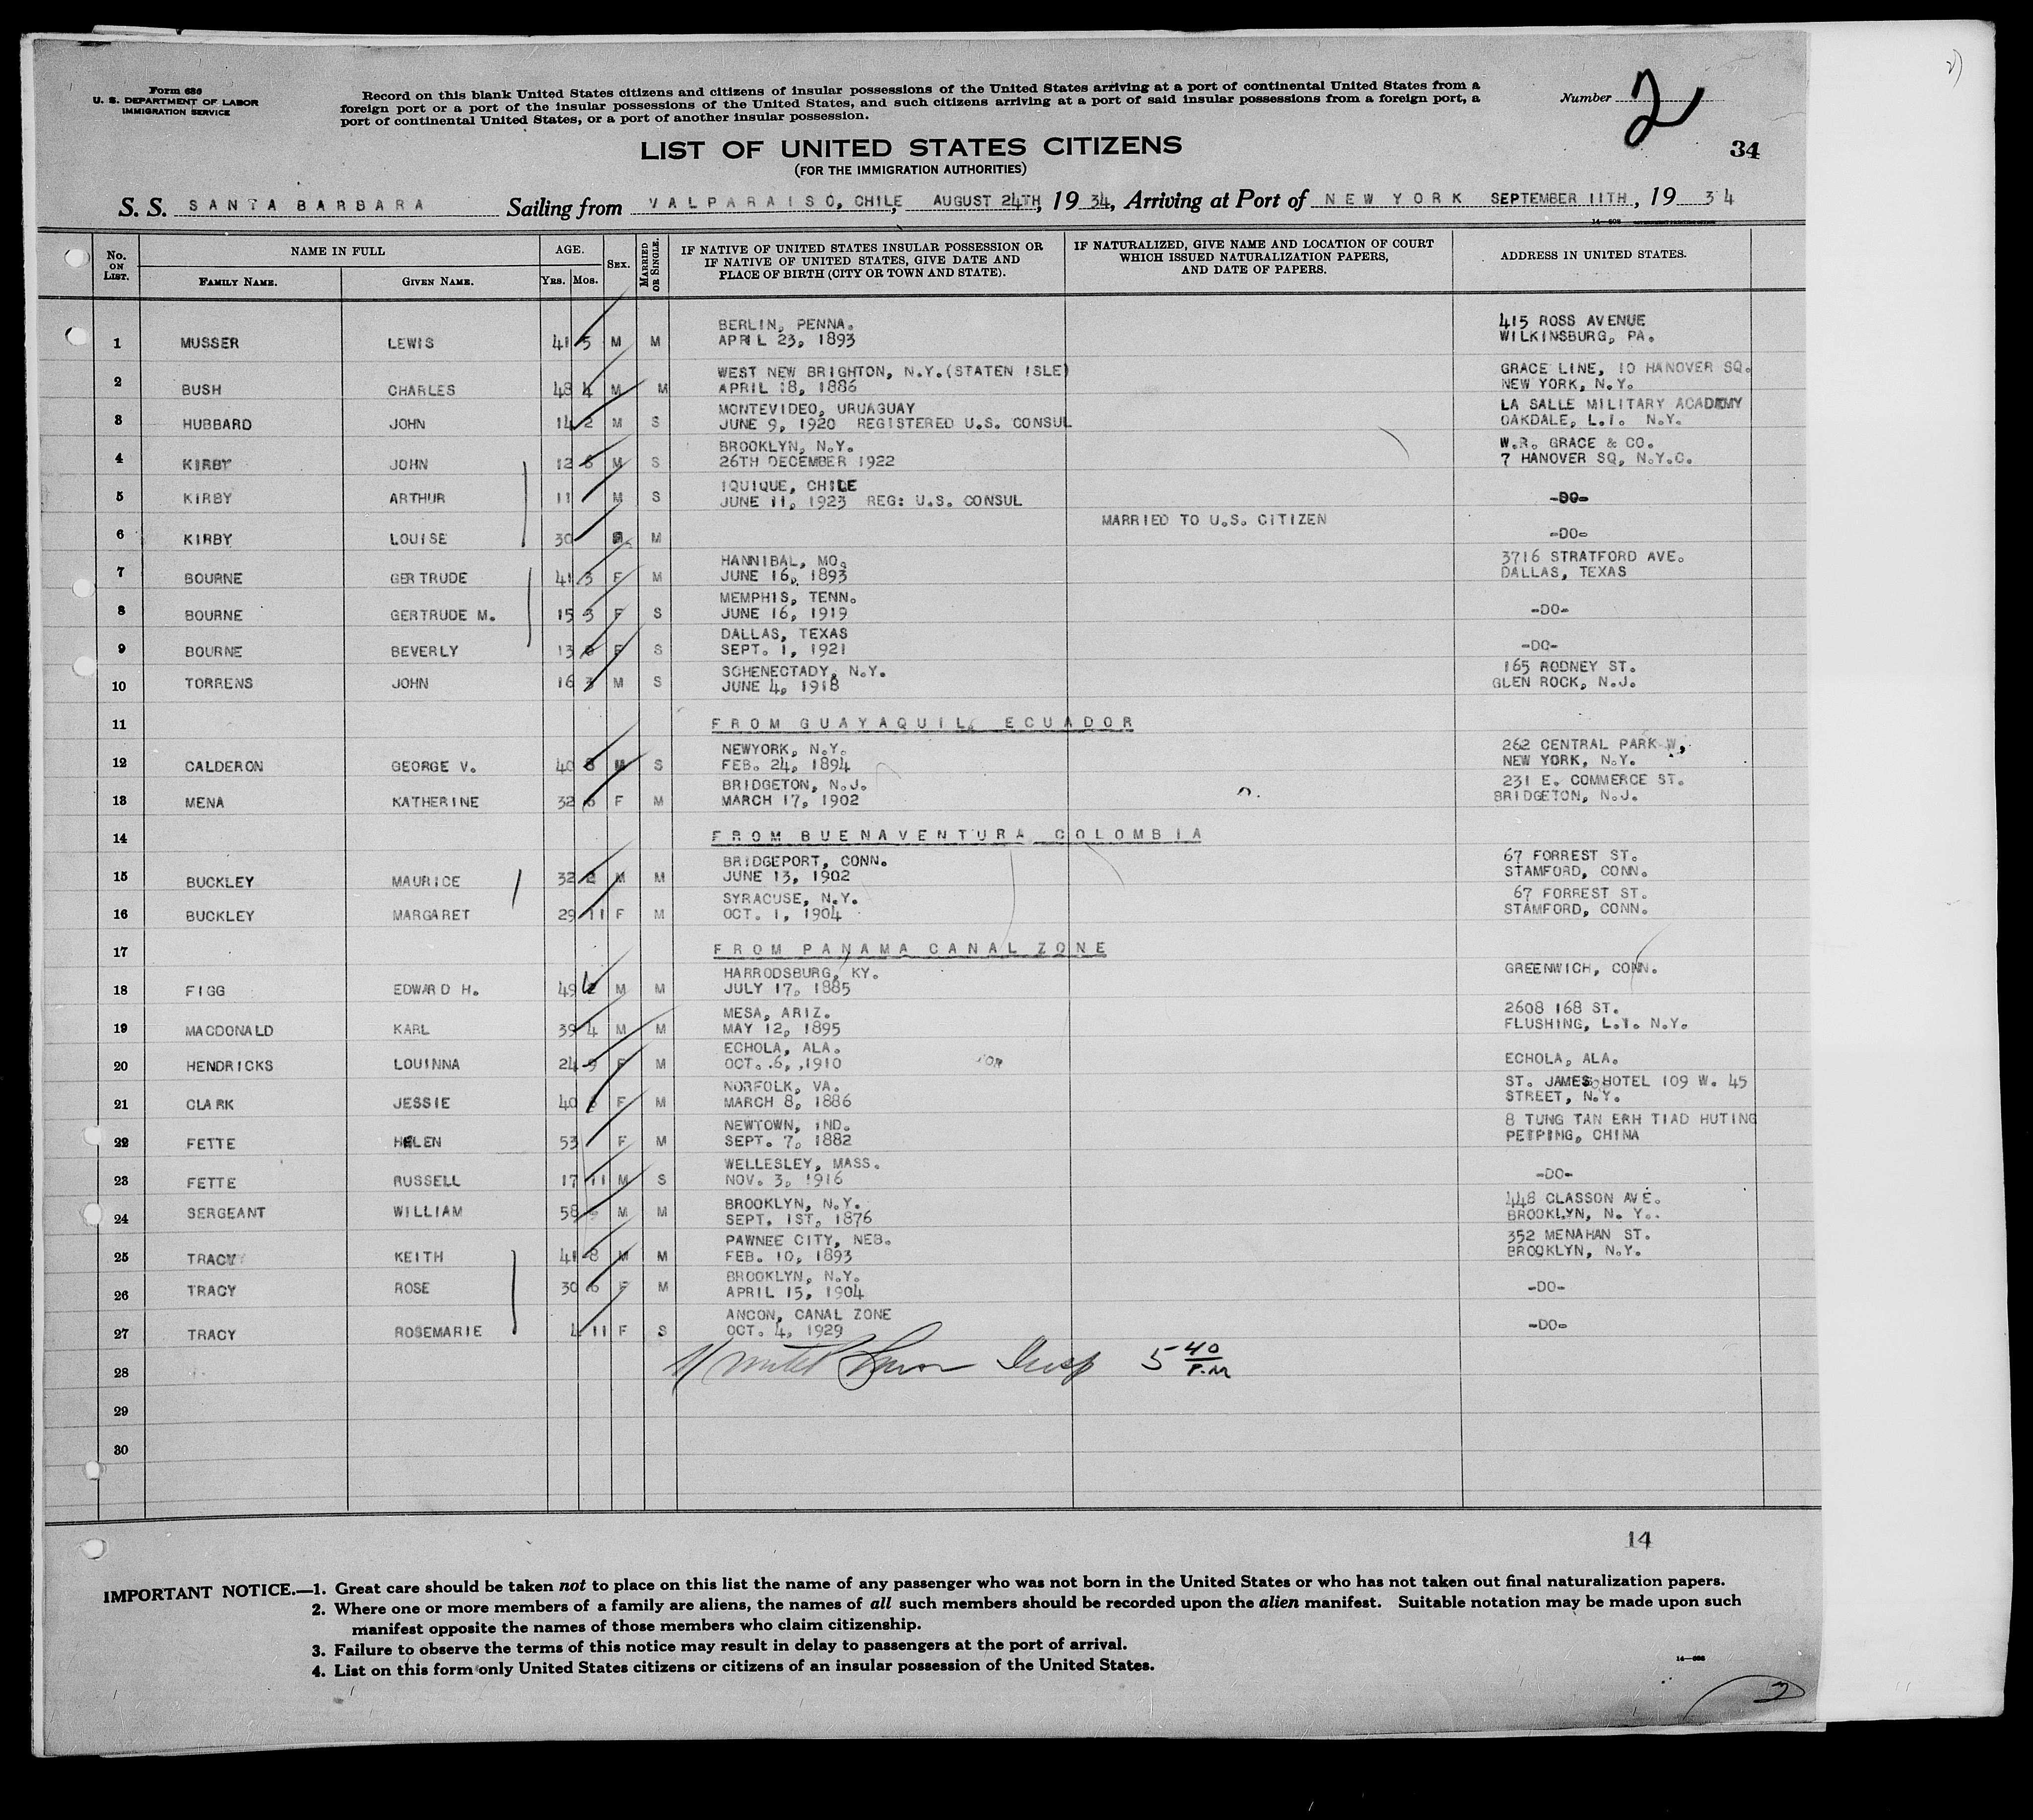 Form 686
U. S. DEPARTMENT OF LABOR
IMMIGRATION SERVICE
Record on this blank United States citizens and citizens of insular possessions of the United States arriving at a port of continental United States from a
foreign port or a port of the insular possessions of the United States, and such citizens arriving at a port of said insular possessions from a foreign port, a
port of continental United States, or a port of another insular possession.
Number 2
34
LIST OF UNITED STATES CITIZENS
(FOR THE IMMIGRATION AUTHORITIES)
S. S. SANTA BARBARA Sailing from VALPARAISO, CHILE, AUGUST 24TH, 1934, Arriving at Port of NEW YORK SEPTEMBER 11TH, 1934
No. ON LIST. NAME IN FULL FAMILY NAME. GIVEN NAME. AGE. YRS. MOS. SEX. MARRIED OR SINGLE. IF NATIVE OF UNITED STATES INSULAR POSSESSION OR IF NATIVE OF UNITED STATES, GIVE DATE AND PLACE OF BIRTH (CITY OR TOWN AND STATE). IF NATURALIZED, GIVE NAME AND LOCATION OF COURT WHICH ISSUED NATURALIZATION PAPERS, AND DATE OF PAPERS. ADDRESS IN UNITED STATES.
BERLIN, PENNA. 415 ROSS AVENUE
1 MUSSER LEWIS 41 5 M M APRIL 23, 1893 WILKINSBURG, PA.
WEST NEW BRIGHTON, N.Y.(STATEN ISLE) GRACE LINE, 10 HANOVER SQ.
2 BUSH CHARLES 48 4 M M APRIL 18, 1886 NEW YORK, N.Y.
MONTEVIDEO, URUAGUAY LA SALLE MILITARY ACADEMY
3 HUBBARD JOHN 14 2 M S JUNE 9, 1920 REGISTERED U.S. CONSUL OAKDALE, L.I. N.Y.
BROOKLYN, N.Y. W.R. GRACE & CO.
4 KIRBY JOHN 12 M S 26TH DECEMBER 1922 7 HANOVER SQ, N.Y.C.
IQUIQUE, CHILE
5 KIRBY ARTHUR 11 M S JUNE 11, 1923 REG: U.S. CONSUL -DO-
MARRIED TO U.S. CITIZEN
6 KIRBY LOUISE 30 M -DO-
HANNIBAL, MO. 3716 STRATFORD AVE.
7 BOURNE GERTRUDE 41 3 F M JUNE 16, 1893 DALLAS, TEXAS
MEMPHIS, TENN.
8 BOURNE GERTRUDE M. 15 3 F S JUNE 16, 1919 -DO-
DALLAS, TEXAS
9 BOURNE BEVERLY 13 F S SEPT. 1, 1921 -DO-
SCHENECTADY, N.Y. 165 RODNEY ST.
10 TORRENS JOHN 16 3 M S JUNE 4, 1918 GLEN ROCK, N.J.
11 FROM GUAYAQUIL, ECUADOR
NEWYORK, N.Y. 262 CENTRAL PARK W,
12 CALDERON GEORGE V. 40 M S FEB. 24, 1894 NEW YORK, N.Y.
BRIDGETON, N.J. 231 E. COMMERCE ST.
13 MENA KATHERINE 32 6 F M MARCH 17, 1902 BRIDGETON, N.J.
14 FROM BUENAVENTURA COLOMBIA
BRIDGEPORT, CONN. 67 FORREST ST.
15 BUCKLEY MAURICE 32 2 M M JUNE 13, 1902 STAMFORD, CONN.
SYRACUSE, N.Y. 67 FORREST ST.
16 BUCKLEY MARGARET 29 11 F M OCT. 1, 1904 STAMFORD, CONN.
17 FROM PANAMA CANAL ZONE
HARRODSBURG, KY. GREENWICH, CONN.
18 FIGG EDWARD H. 49 M M JULY 17, 1885
MESA, ARIZ. 2608 168 ST.
19 MACDONALD KARL 39 4 M M MAY 12, 1895 FLUSHING, L.I. N.Y.
ECHOLA, ALA.
20 HENDRICKS LOUINNA 24 9 F M OCT. 6, 1910 ECHOLA, ALA.
NORFOLK, VA. ST. JAMES HOTEL 109 W. 45
21 CLARK JESSIE 40 F M MARCH 8, 1886 STREET, N.Y.
NEWTOWN, IND. 8 TUNG TAN ERH TIAD HUTING
22 FETTE HELEN 53 F M SEPT. 7, 1882 PEIPING, CHINA
WELLESLEY, MASS.
23 FETTE RUSSELL 17 11 M S NOV. 3, 1916 -DO-
BROOKLYN, N.Y. 448 CLASSON AVE.
24 SERGEANT WILLIAM 58 M M SEPT. 1ST, 1876 BROOKLYN, N. Y.
PAWNEE CITY, NEB. 352 MENAHAN ST.
25 TRACY KEITH 41 8 M M FEB. 10, 1893 BROOKLYN, N.Y.
BROOKLYN, N.Y.
26 TRACY ROSE 30 6 F M APRIL 15, 1904 -DO-
ANCON, CANAL ZONE
27 TRACY ROSEMARIE 4 11 F S OCT. 4, 1929 -DO-
28 Insp 5 40 P.M
29
30
14
IMPORTANT NOTICE.—1. Great care should be taken not to place on this list the name of any passenger who was not born in the United States or who has not taken out final naturalization papers.
2. Where one or more members of a family are aliens, the names of all such members should be recorded upon the alien manifest. Suitable notation may be made upon such
manifest opposite the names of those members who claim citizenship.
3. Failure to observe the terms of this notice may result in delay to passengers at the port of arrival.
4. List on this form only United States citizens or citizens of an insular possession of the United States.
2